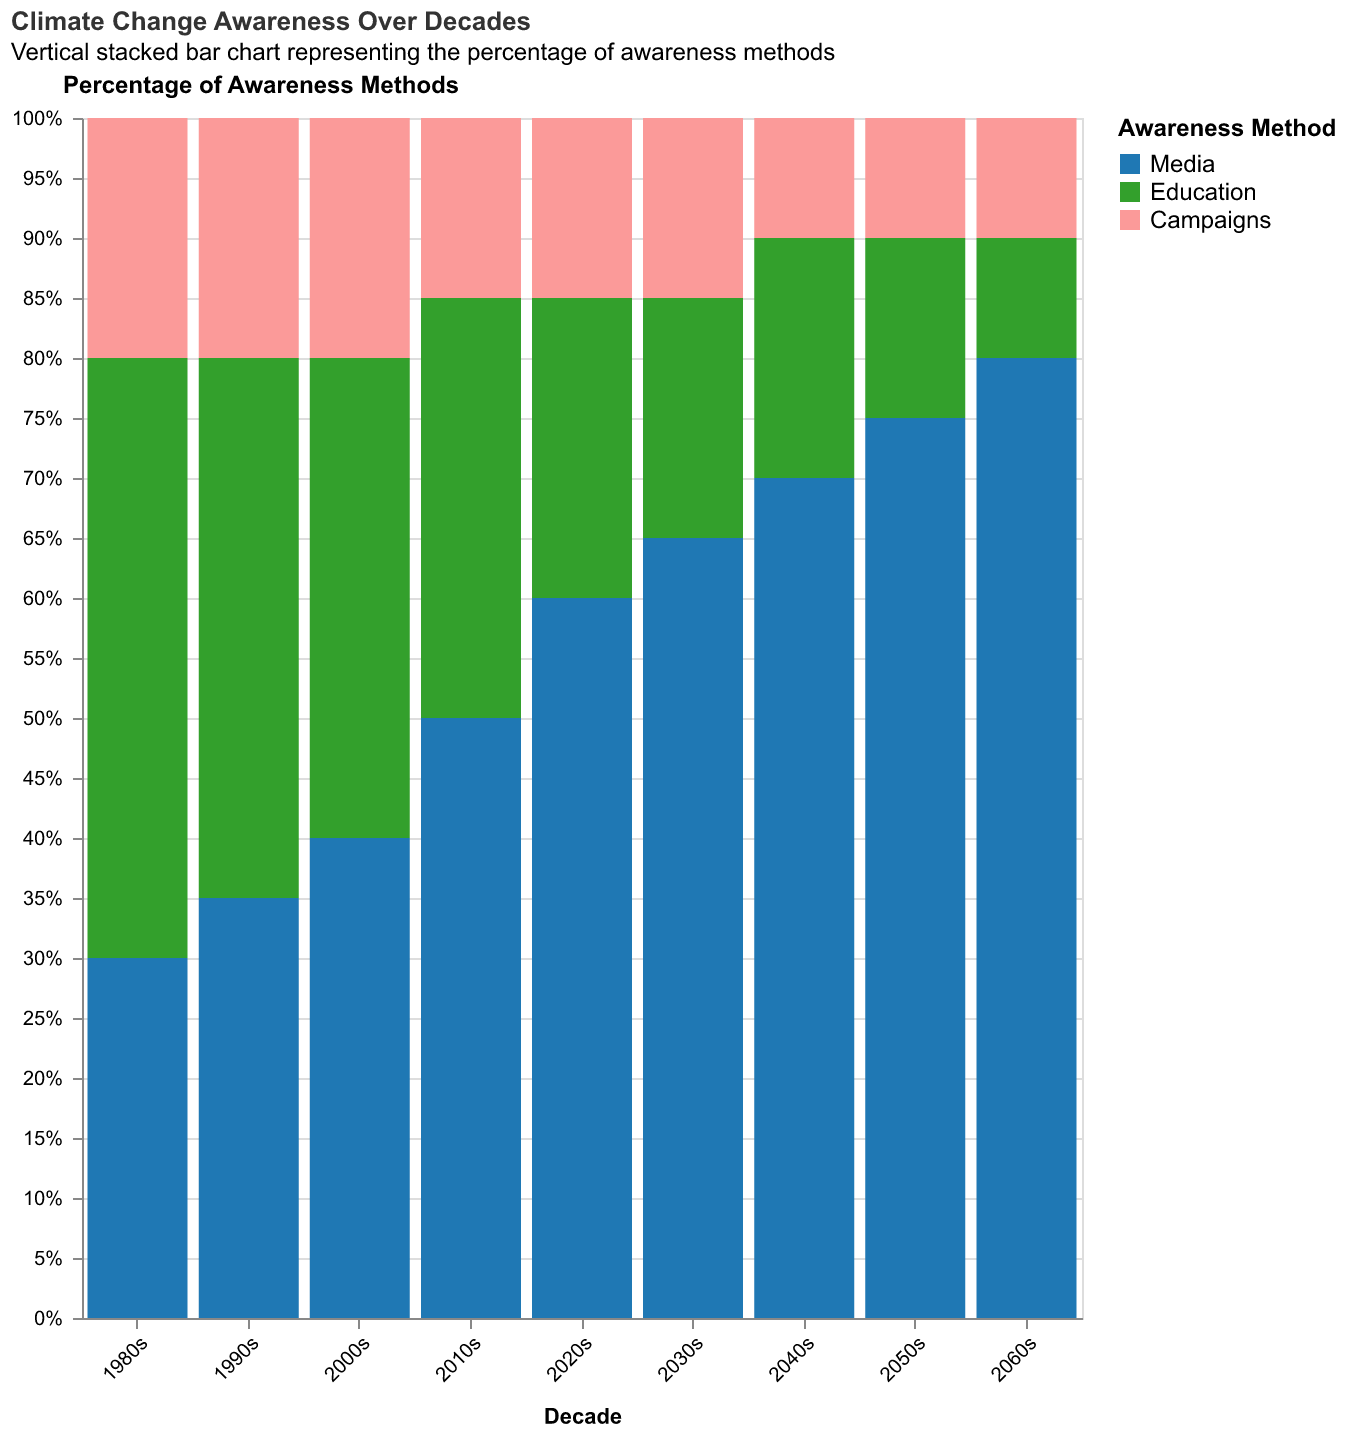 Climate Change Awareness Over Decades
Vertical stacked bar chart representing the percentage of awareness methods
Percentage of Awareness Methods
100%
95%
90%
85%
80%
75%
70%
65%
60%
55%
50%
45%
40%
35%
30%
25%
20%
15%
10%
5%
0%
1980s
1990s
2000s
2010s
2020s
2030s
2040s
2050s
2060s
Decade
Awareness Method
Media
Education
Campaigns